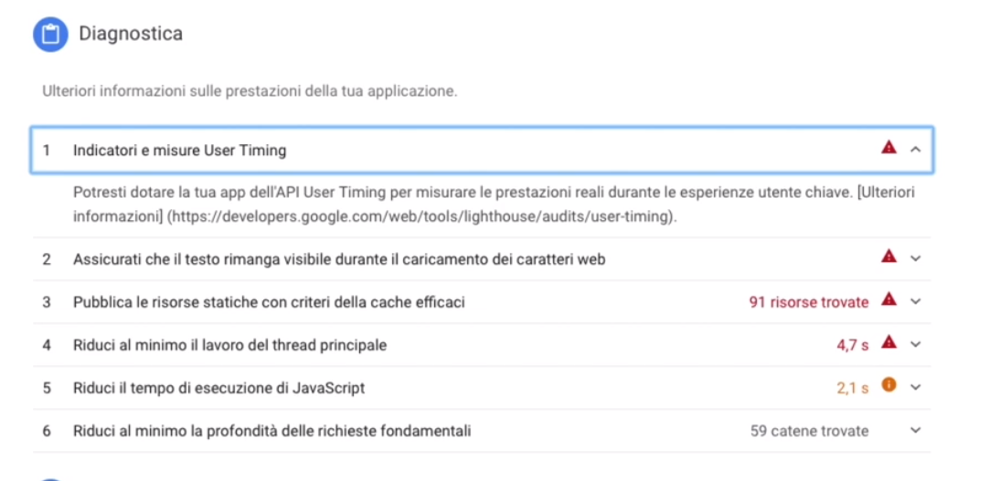 Diagnostica
Ulteriori informazioni sulle prestazioni della tua applicazione.
1 Indicatori e misure User Timing
Potresti dotare la tua app dell'API User Timing per misurare le prestazioni reali durante le esperienze utente chiave. [Ulteriori
informazioni] (https://developers.google.com/web/tools/lighthouse/audits/user-timing).
2 Assicurati che il testo rimanga visibile durante il caricamento dei caratteri web
3 Pubblica le risorse statiche con criteri della cache efficaci 91 risorse trovate
4 Riduci al minimo il lavoro del thread principale 4,7 s
5 Riduci il tempo di esecuzione di JavaScript 2,1 s
6 Riduci al minimo la profondità delle richieste fondamentali 59 catene trovate